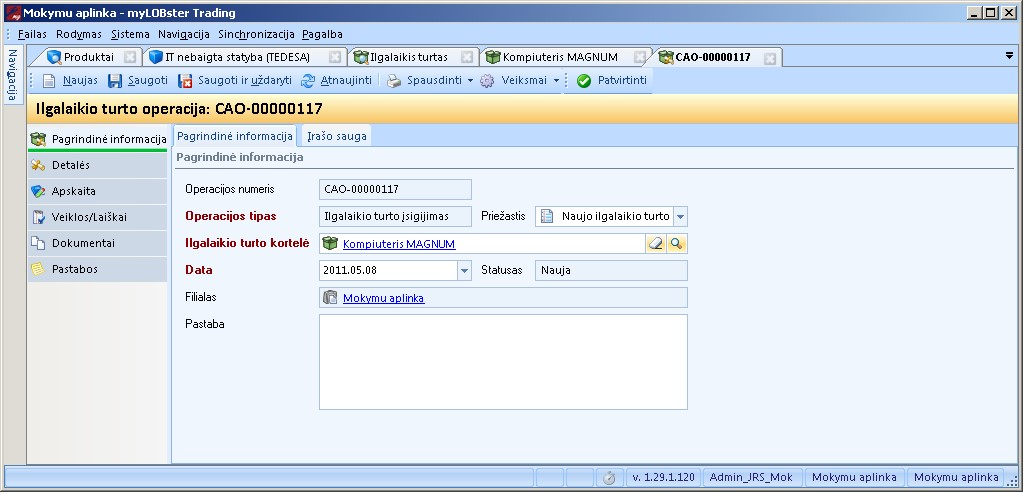 Mokymu aplinka - myLOBster Trading
Failas Rodymas Sistema Navigacija Sinchronizacija Pagalba
Navigacija
Produktai IT nebaigta statyba (TEDESA) Ilgalaikis turtas Kompiuteris MAGNUM CAO-00000117
Naujas Saugoti Saugoti ir uždaryti Atnaujinti Spausdinti Veiksmai Patvirtinti
Ilgalaikio turto operacija: CAO-00000117
Pagrindinė informacija
Detalės
Apskaita
Veiklos/Laiškai
Dokumentai
Pastabos
Pagrindinė informacija Įrašo sauga
Pagrindinė informacija
Operacijos numeris CAO-00000117
Operacijos tipas Ilgalaikio turto įsigijimas Priežastis Naujo ilgalaikio turto
Ilgalaikio turto kortelė Kompiuteris MAGNUM
Data 2011.05.08 Statusas Nauja
Filialas Mokymu aplinka
Pastaba
v. 1.29.1.120 Admin_JRS_Mok Mokymu aplinka Mokymu aplinka